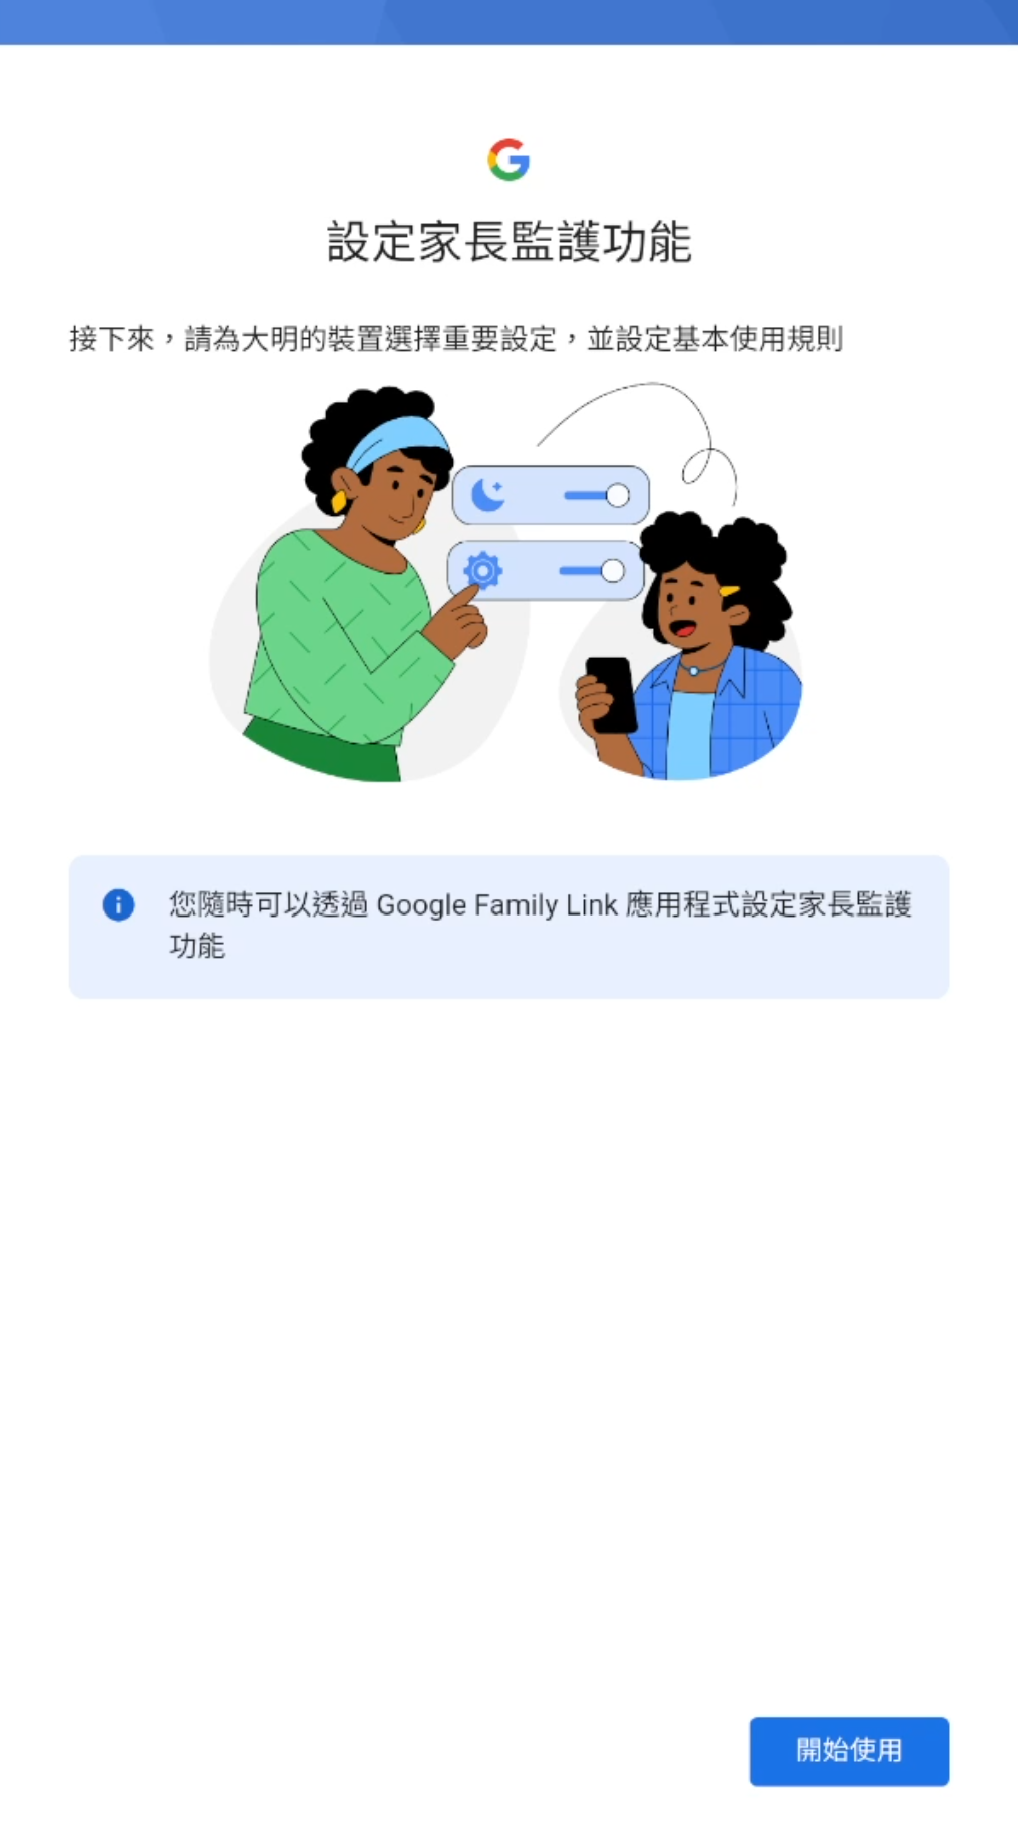 設定家長監護功能
接下來，請為大明的裝置選擇重要設定，並設定基本使用規則
您隨時可以透過 Google Family Link 應用程式設定家長監護
功能
開始使用